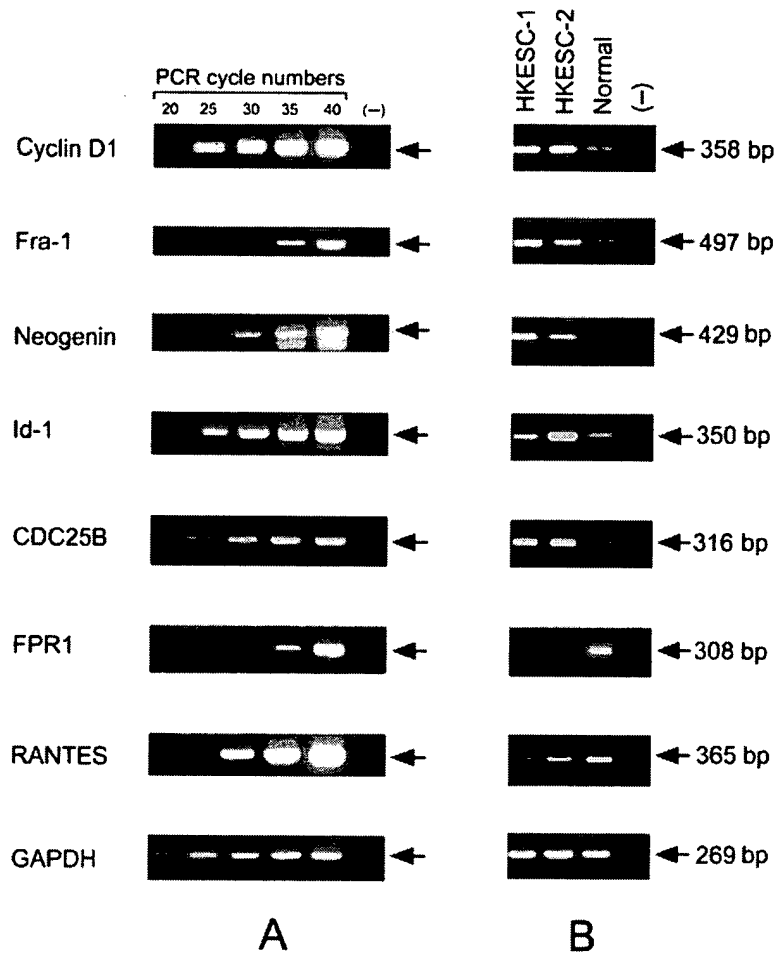 PCR cycle numbers
20 25 30 35 40 (–)
HKESC-1 HKESC-2 Normal (–)
Cyclin D1 358 bp
Fra-1 497 bp
Neogenin 429 bp
Id-1 350 bp
CDC25B 316 bp
FPR1 308 bp
RANTES 365 bp
GAPDH 269 bp
A B